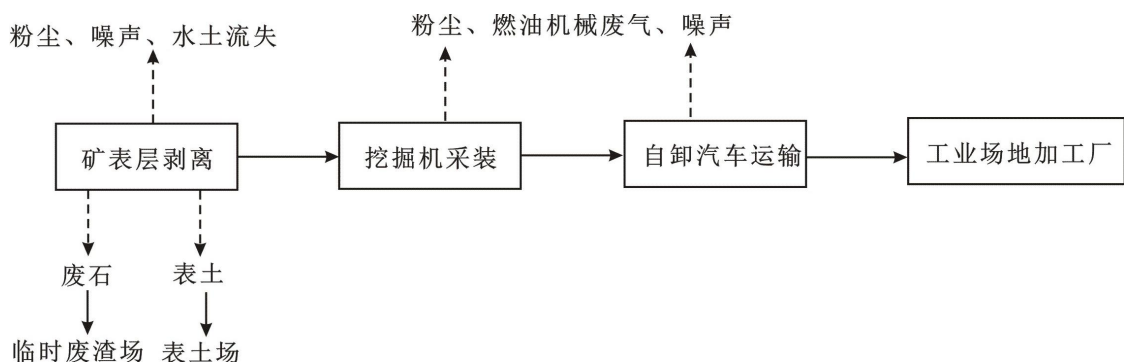 粉尘、噪声、水土流失
粉尘、燃油机械废气、噪声
矿表层剥离
挖掘机采装
自卸汽车运输
工业场地加工厂
废石
表土
临时废渣场
表土场